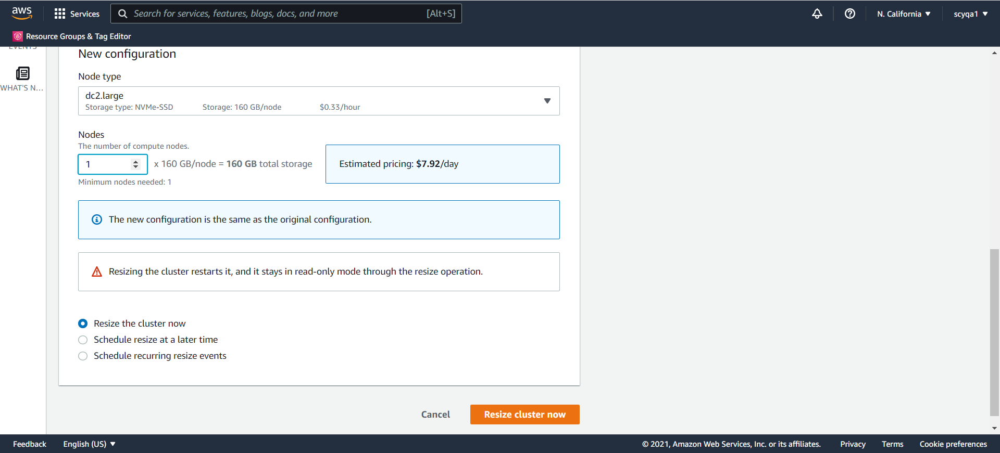 aws
Services
Search for services, features, blogs, docs, and more [Alt+S]
N. California
scyqa1
Resource Groups & Tag Editor
EVENTS
WHAT'S N...
New configuration
Node type
dc2.large
Storage type: NVMe-SSD Storage: 160 GB/node $0.33/hour
Nodes
The number of compute nodes.
1 x 160 GB/node = 160 GB total storage
Estimated pricing: $7.92/day
Minimum nodes needed: 1
The new configuration is the same as the original configuration.
Resizing the cluster restarts it, and it stays in read-only mode through the resize operation.
Resize the cluster now
Schedule resize at a later time
Schedule recurring resize events
Cancel
Resize cluster now
Feedback English (US) © 2021, Amazon Web Services, Inc. or its affiliates. Privacy Terms Cookie preferences